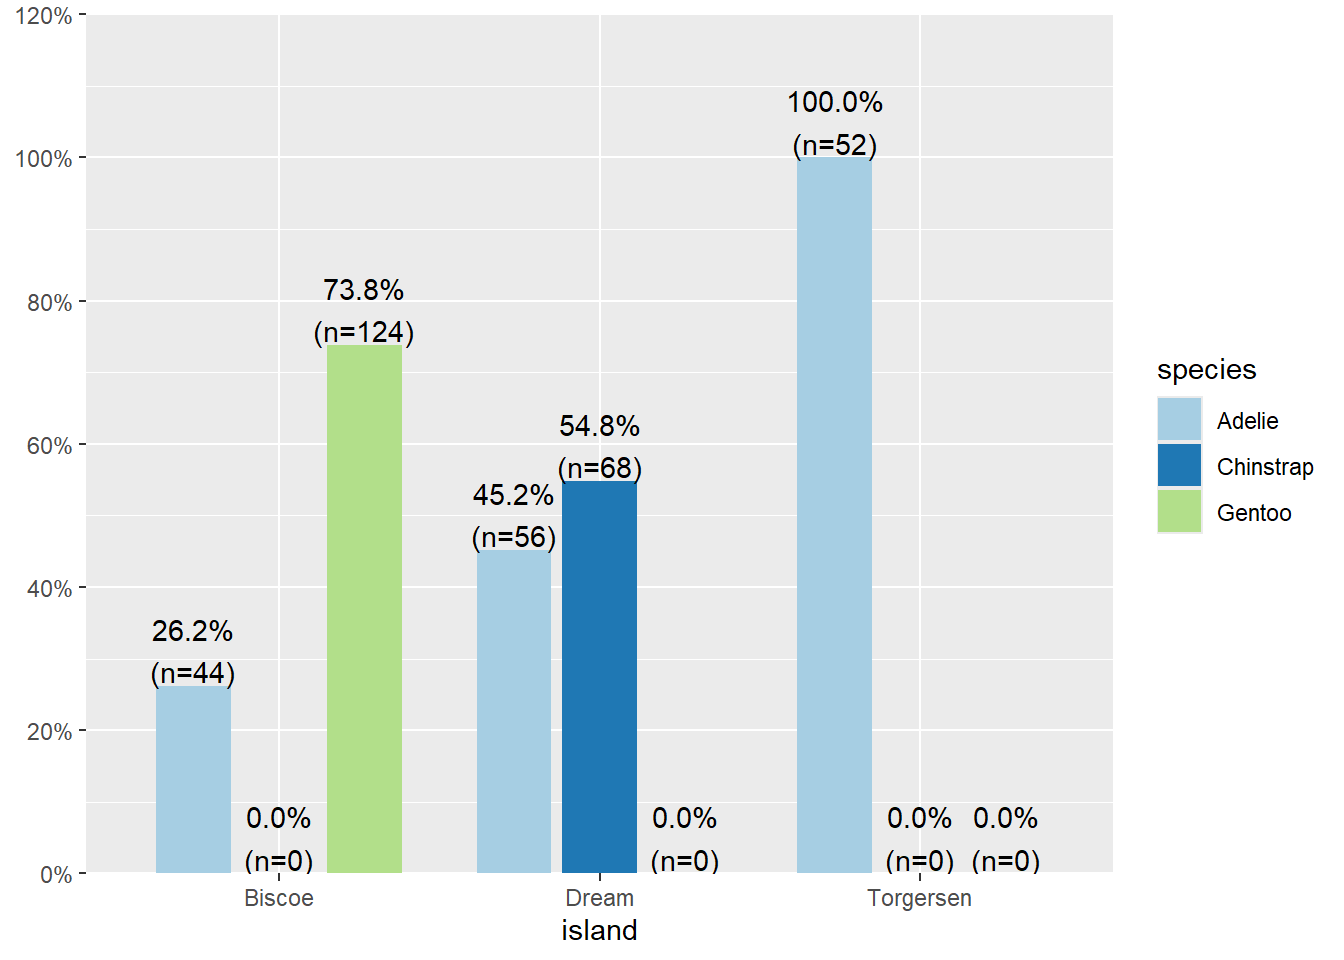 120%
100%
80%
60%
40%
20%
0%
26.2%
(n=44)
0.0%
(n=0)
73.8%
(n=124)
45.2%
(n=56)
54.8%
(n=68)
0.0%
(n=0)
100.0%
(n=52)
0.0%
(n=0)
0.0%
(n=0)
Biscoe
Dream
Torgersen
island
species
Adelie
Chinstrap
Gentoo